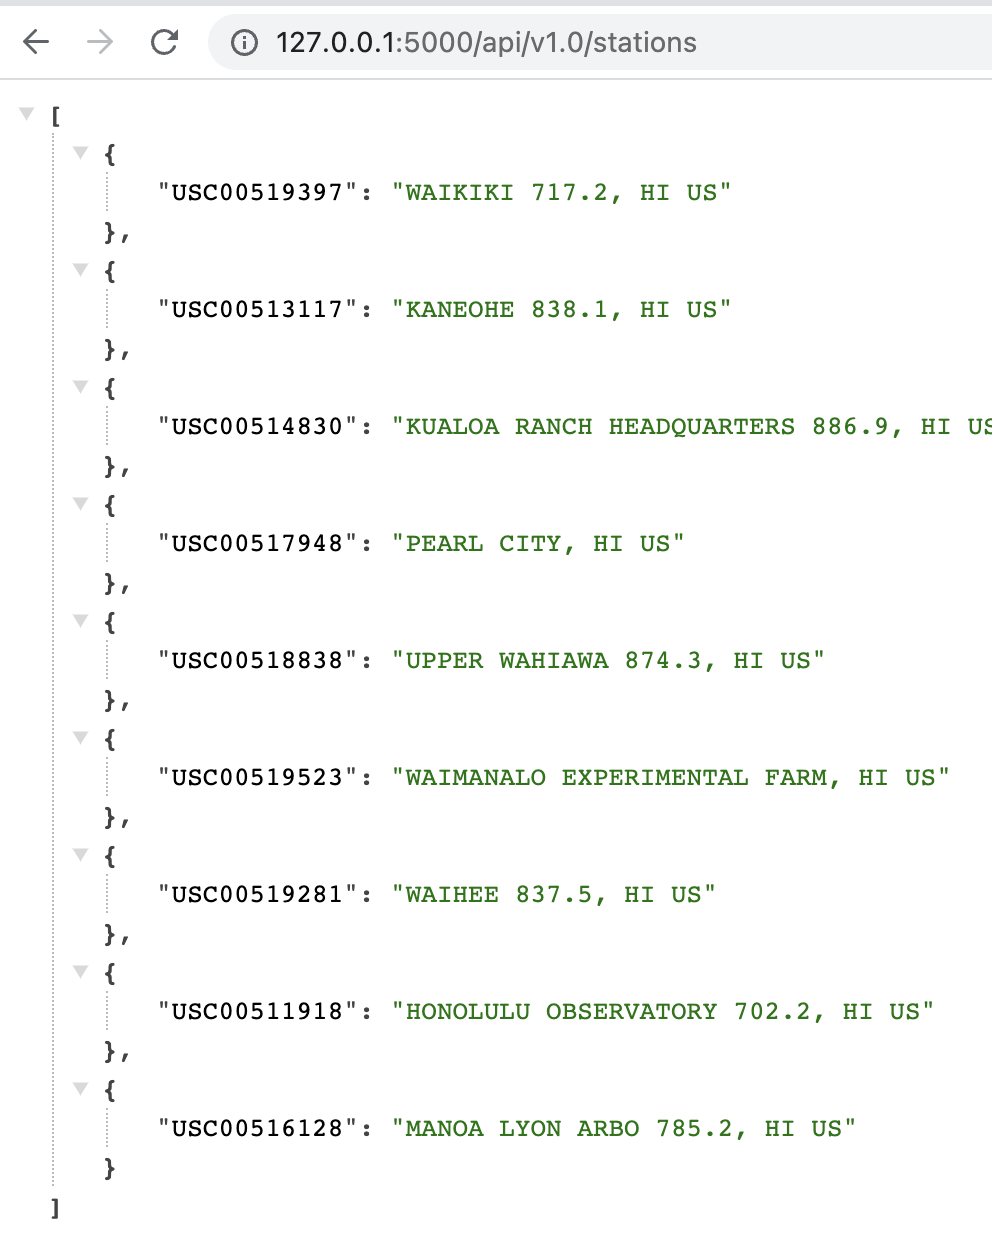 127.0.0.1:5000/api/v1.0/stations
[
{
"USC00519397": "WAIKIKI 717.2, HI US"
},
{
"USC00513117": "KANEOHE 838.1, HI US"
},
{
"USC00514830": "KUALOA RANCH HEADQUARTERS 886.9, HI US
},
{
"USC00517948": "PEARL CITY, HI US"
},
{
"USC00518838": "UPPER WAHIAWA 874.3, HI US"
},
{
"USC00519523": "WAIMANALO EXPERIMENTAL FARM, HI US"
},
{
"USC00519281": "WAIHEE 837.5, HI US"
},
{
"USC00511918": "HONOLULU OBSERVATORY 702.2, HI US"
},
{
"USC00516128": "MANOA LYON ARBO 785.2, HI US"
}
]